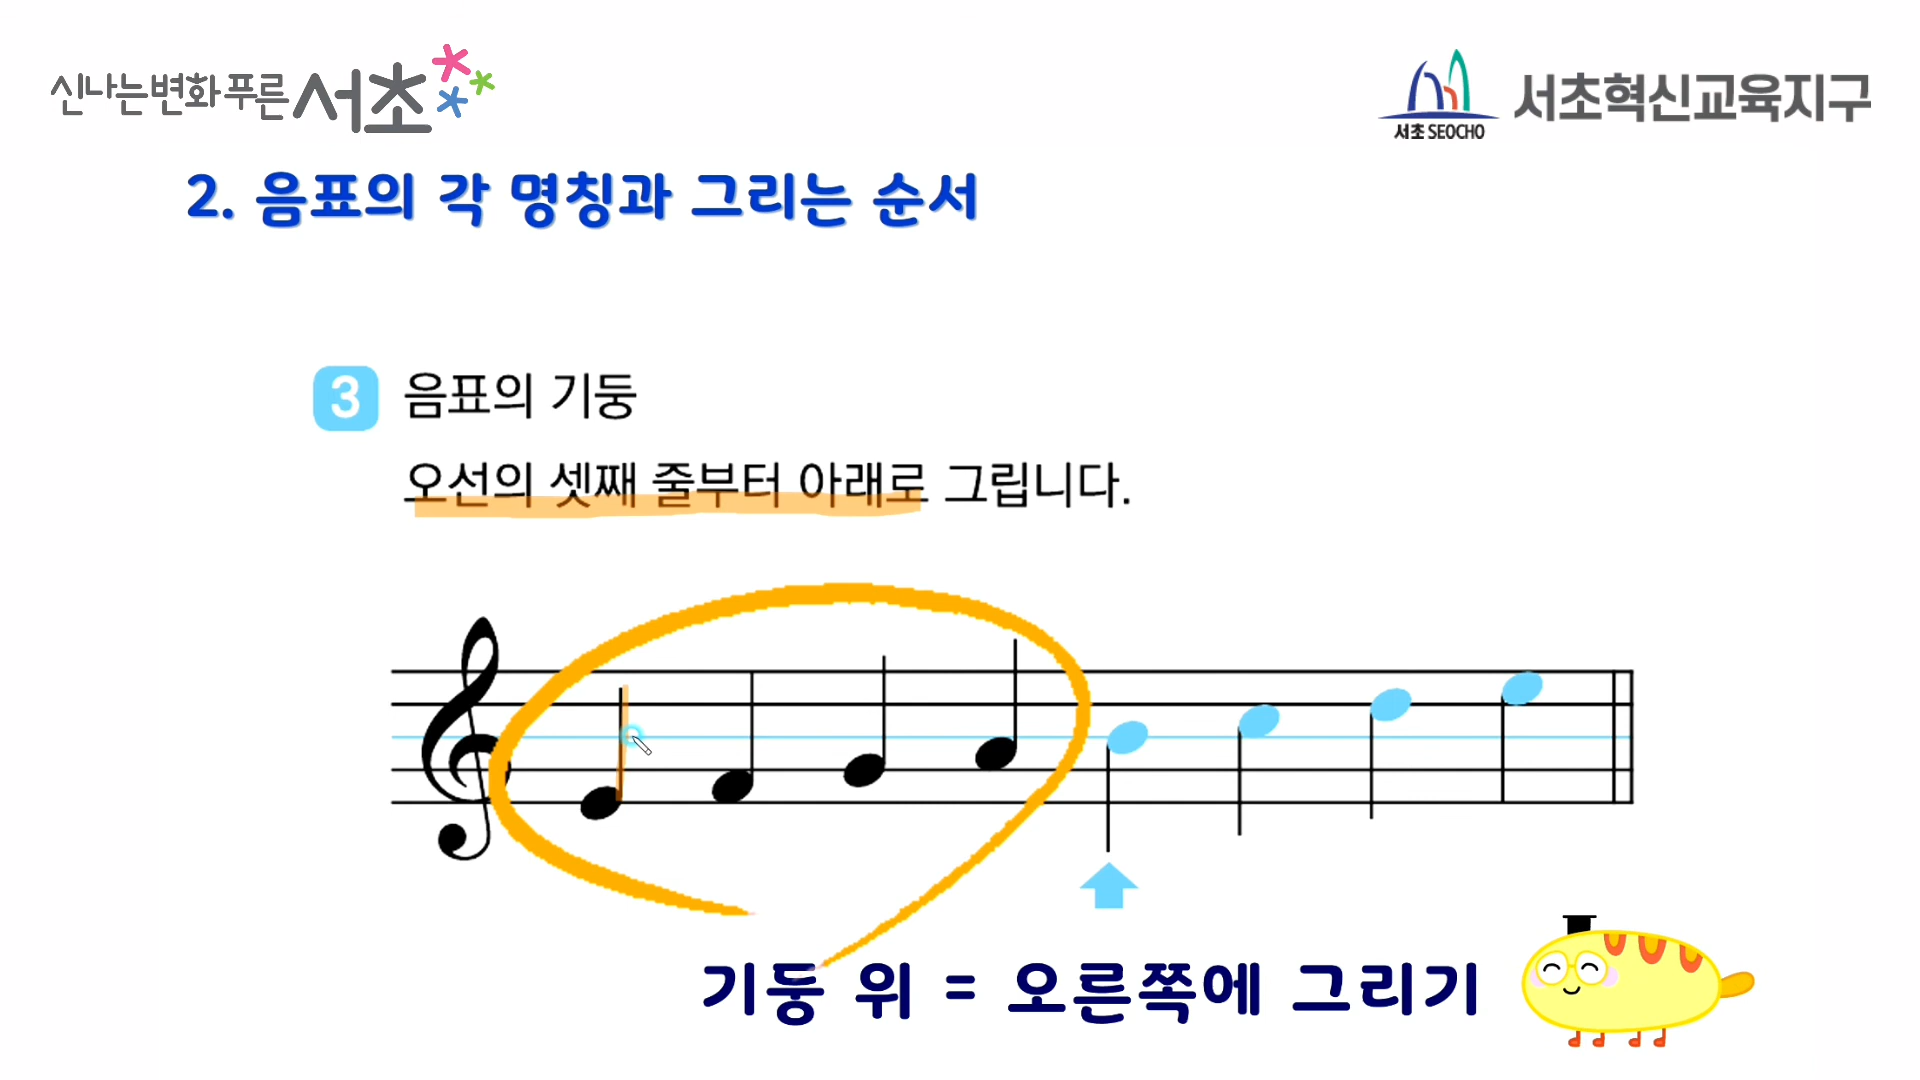 신나는변화 푸른 서초
서초 SEOCHO
서초혁신교육지구
2. 음표의 각 명칭과 그리는 순서
3 음표의 기둥
오선의 셋째 줄부터 아래로 그립니다.
기둥 위 = 오른쪽에 그리기